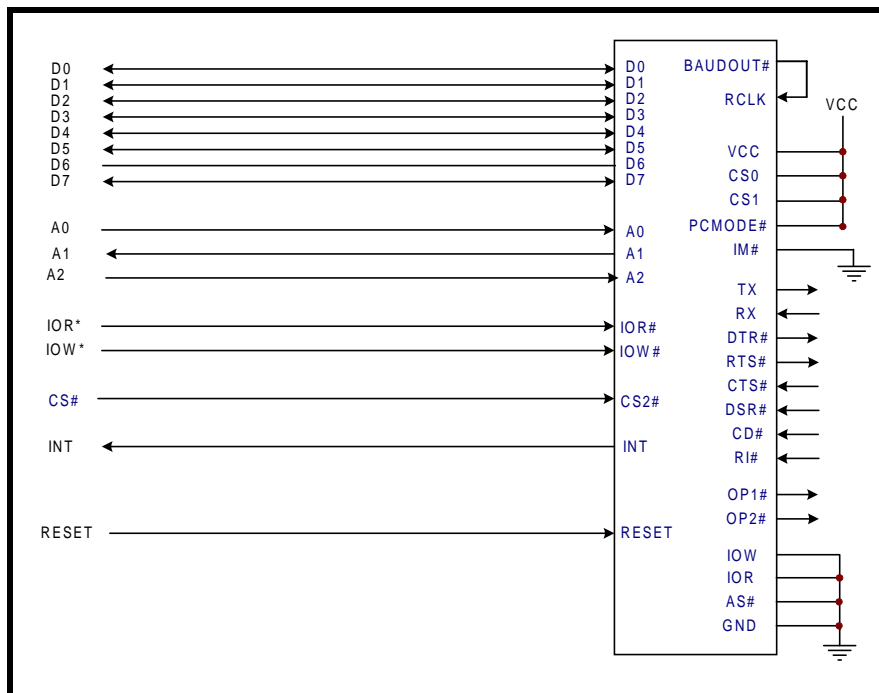 D0
D1
D2
D3
D4
D5
D6
D7
A0
A1
A2
IOR*
IOW*
CS#
INT
RESET
D0
D1
D2
D3
D4
D5
D6
D7
A0
A1
A2
IOR#
IOW#
CS2#
INT
RESET
BAUDOUT#
RCLK
VCC
VCC
CS0
CS1
PCMODE#
IM#
TX
RX
DTR#
RTS#
CTS#
DSR#
CD#
RI#
OP1#
OP2#
IOW
IOR
AS#
GND